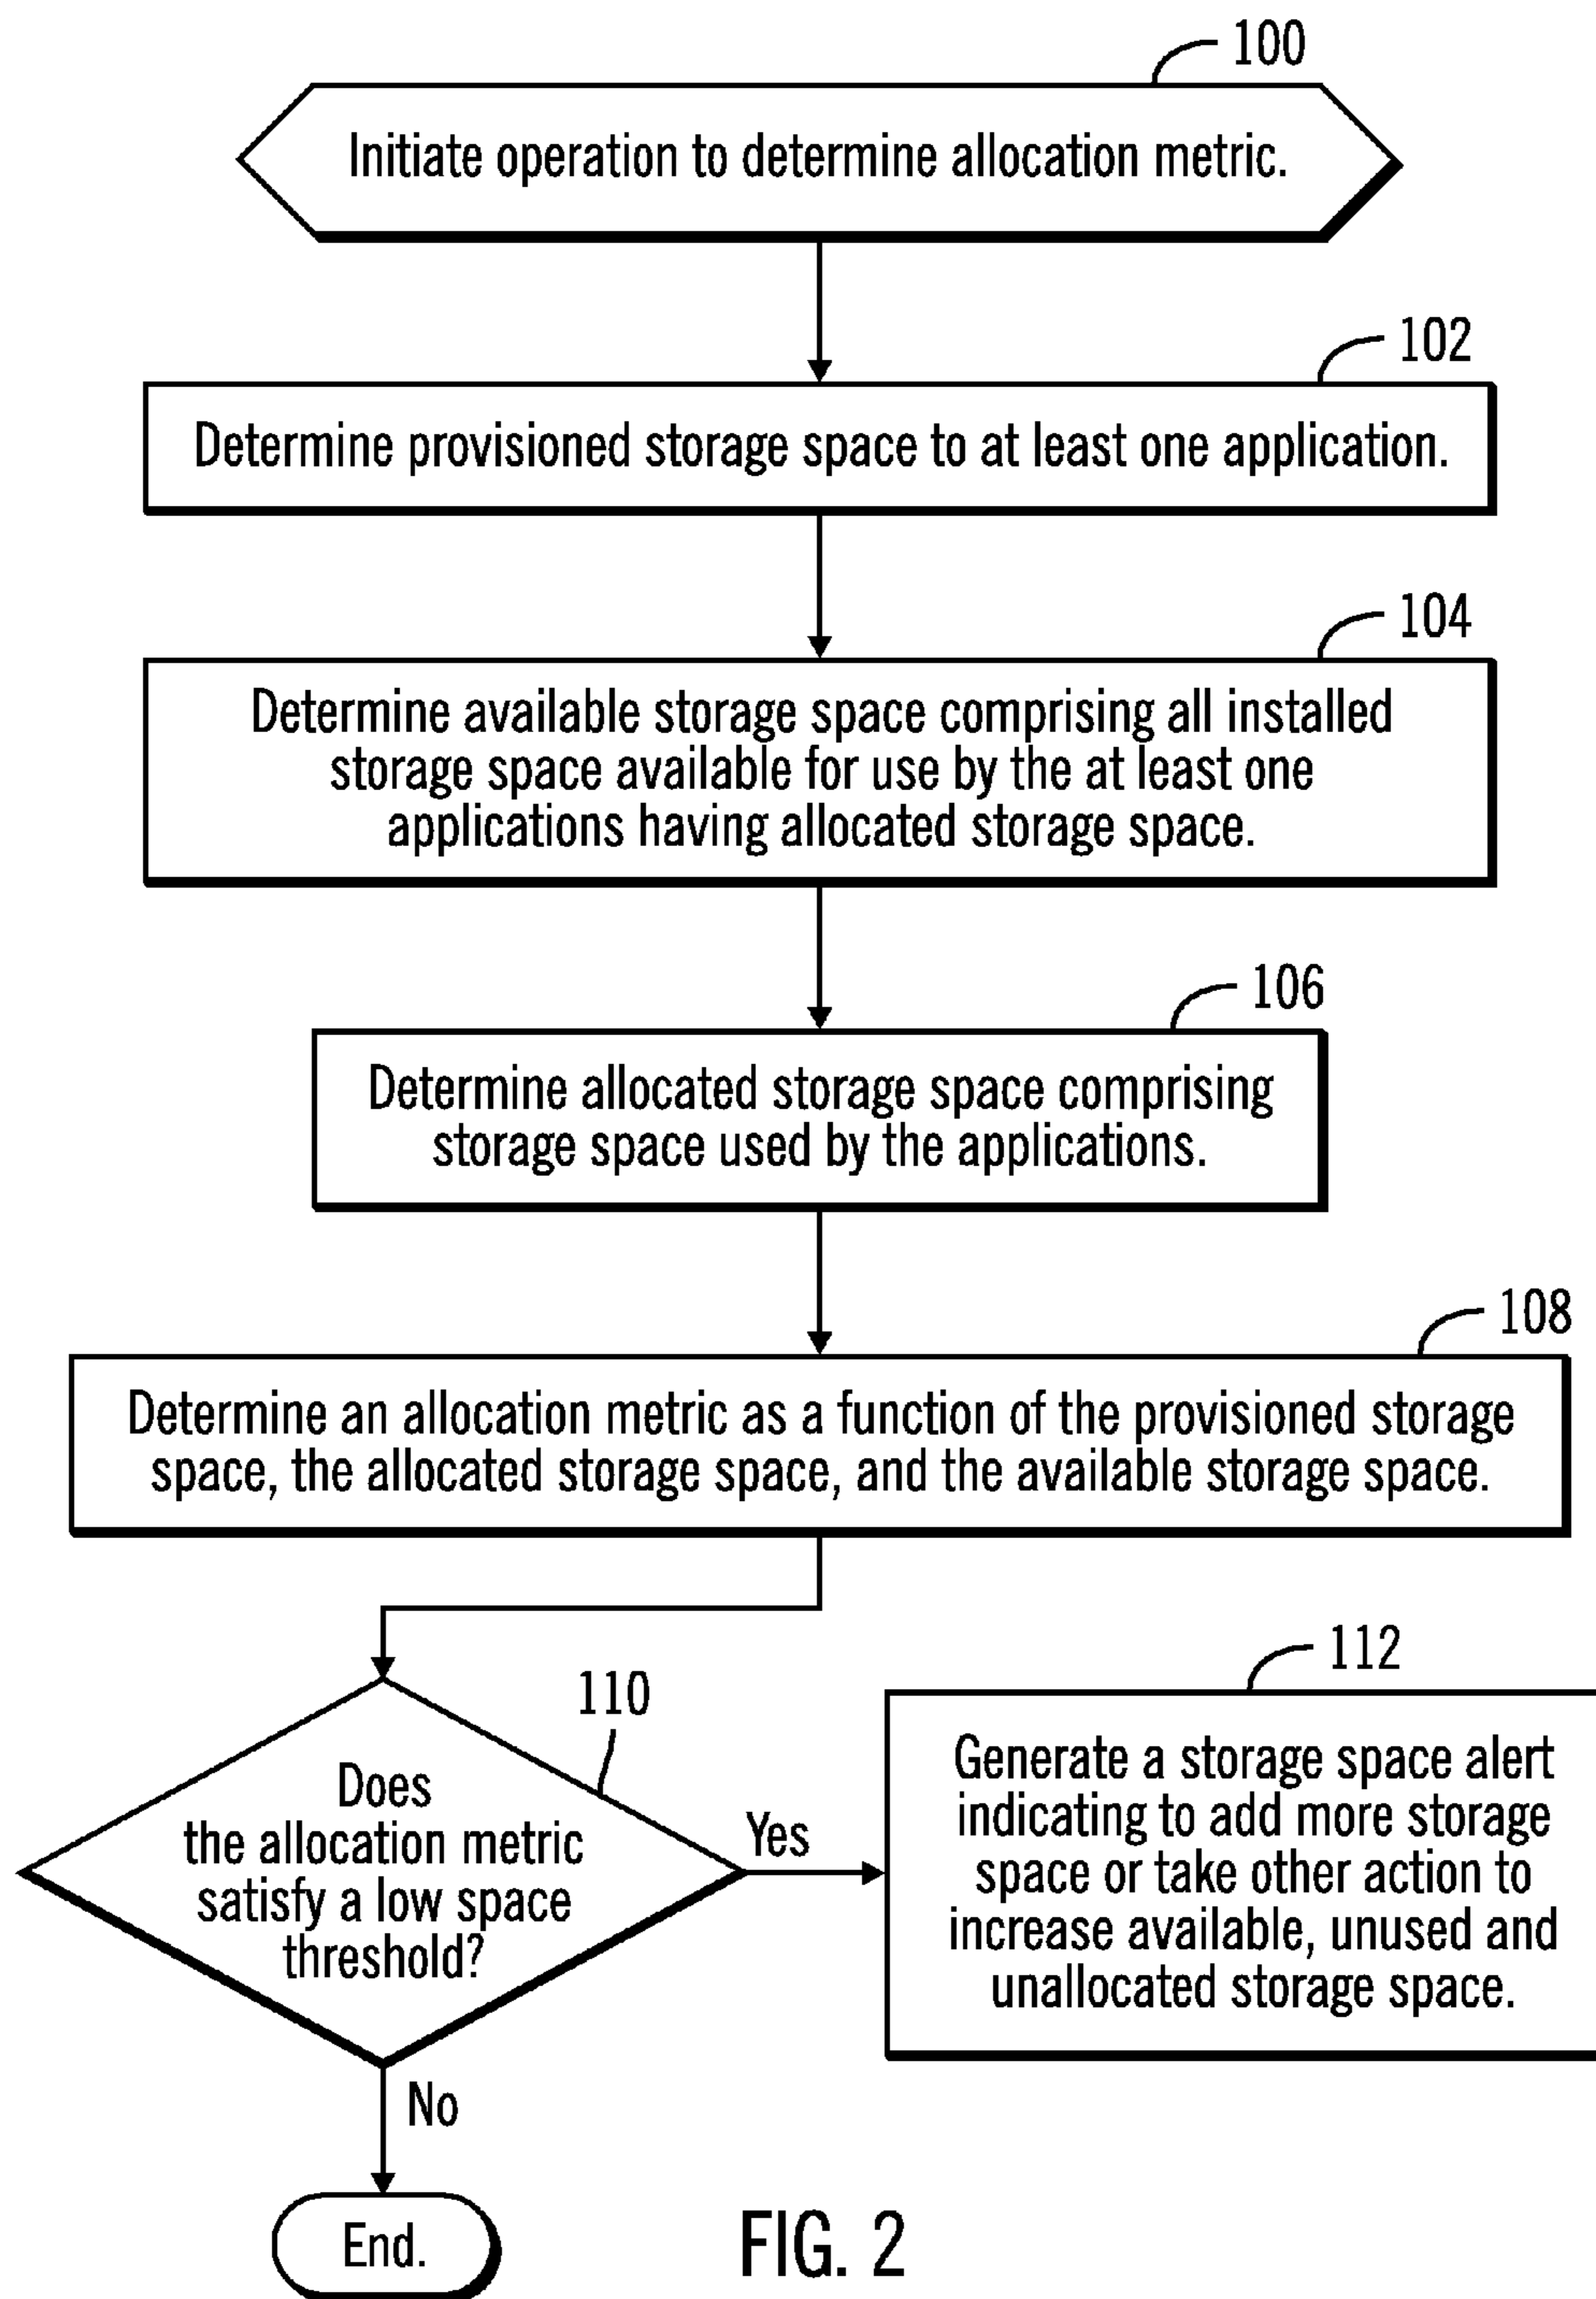 100
Initiate operation to determine allocation metric.
102
Determine provisioned storage space to at least one application.
104
Determine available storage space comprising all installed
storage space available for use by the at least one
applications having allocated storage space.
106
Determine allocated storage space comprising
storage space used by the applications.
108
Determine an allocation metric as a function of the provisioned storage
space, the allocated storage space, and the available storage space.
110
Does
the allocation metric
satisfy a low space
threshold?
Yes
112
Generate a storage space alert
indicating to add more storage
space or take other action to
increase available, unused and
unallocated storage space.
No
End.
FIG. 2